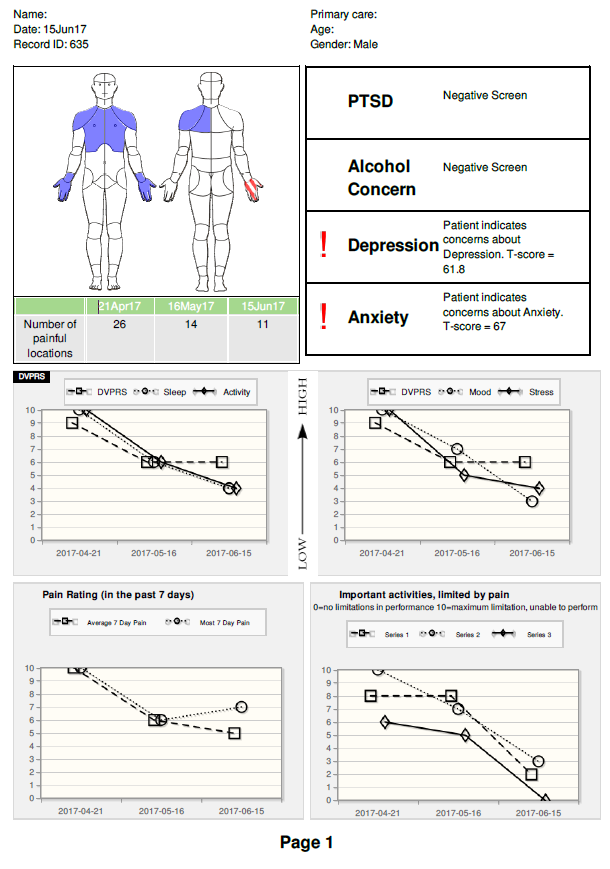 Name:
Primary care:
Date: 15Jun17
Age:
Record ID: 635
Gender: Male
PTSD
Negative Screen
Alcohol
Concern
Negative Screen
! Depression
Patient indicates
concerns about
Depression. T-score =
61.8
! Anxiety
Patient indicates
concerns about Anxiety.
T-score = 67
21Apr17 16May17 15Jun17
Number of
painful
locations
26 14 11
DVPRS
DVPRS Sleep Activity
10
9
8
7
6
5
4
3
2
1
0
2017-04-21 2017-05-16 2017-06-15
HIGH
LOW
DVPRS Mood Stress
10
9
8
7
6
5
4
3
2
1
0
2017-04-21 2017-05-16 2017-06-15
Pain Rating (in the past 7 days)
Average 7 Day Pain Most 7 Day Pain
10
9
8
7
6
5
4
3
2
1
0
2017-04-21 2017-05-16 2017-06-15
Important activities, limited by pain
0=no limitations in performance 10=maximum limitation, unable to perform
Series 1 Series 2 Series 3
10
9
8
7
6
5
4
3
2
1
0
2017-04-21 2017-05-16 2017-06-15
Page 1